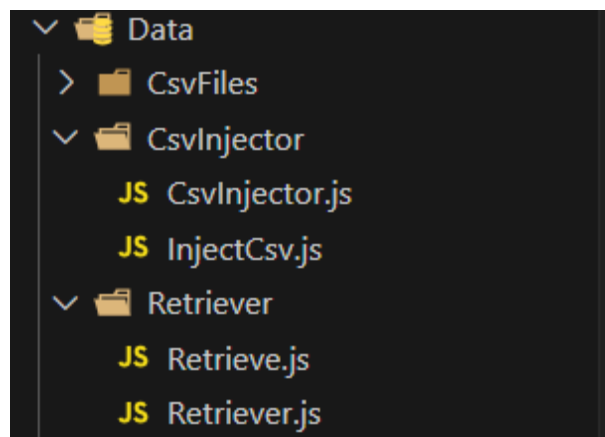 Data
CsvFiles
CsvInjector
JS CsvInjector.js
JS InjectCsv.js
Retriever
JS Retrieve.js
JS Retriever.js